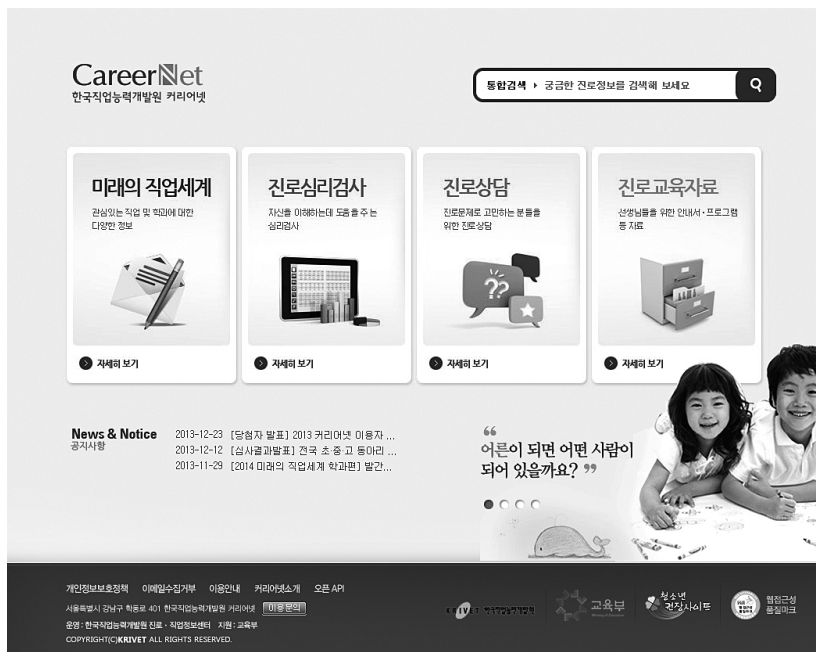 CareerNet
한국직업능력개발원 커리어넷
통합검색 궁금한 진로정보를 검색해 보세요
미래의 직업세계
관심있는 직업 및 학과에 대한
다양한 정보
자세히 보기
진로심리검사
자신을 이해하는데 도움을 주는
심리검사
자세히 보기
진로상담
진로문제로 고민하는 분들을
위한 진로상담
자세히 보기
진로교육자료
선생님들을 위한 안내서·프로그램
등 자료
자세히 보기
News & Notice
공지사항
2013-12-23 [당첨자 발표] 2013 커리어넷 이용자 ...
2013-12-12 [심사결과발표] 전국 초·중·고 동아리 ...
2013-11-29 [2014 미래의 직업세계 학과편] 발간...
“
어른이 되면 어떤 사람이
되어 있을까요? ”
개인정보보호정책 이메일수집거부 이용안내 커리어넷소개 오픈 API
서울특별시 강남구 학동로 401 한국직업능력개발원 커리어넷 이용문의
운영 : 한국직업능력개발원 진로·직업정보센터 지원 : 교육부
COPYRIGHT(C)KRIVET ALL RIGHTS RESERVED.
KRIVET 한국직업능력개발원
교육부
청소년
권장사이트
웹접근성
품질마크